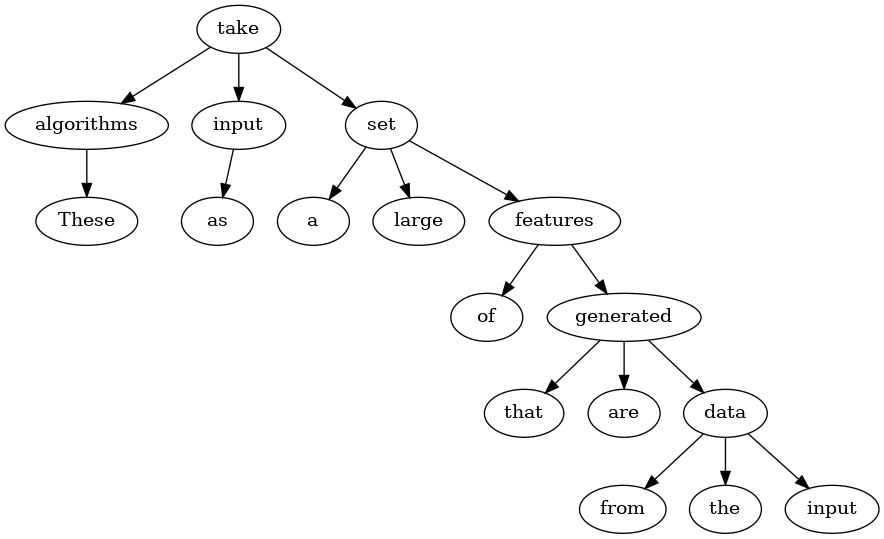 take
algorithms input set
These as a large features
of generated
that are data
from the input